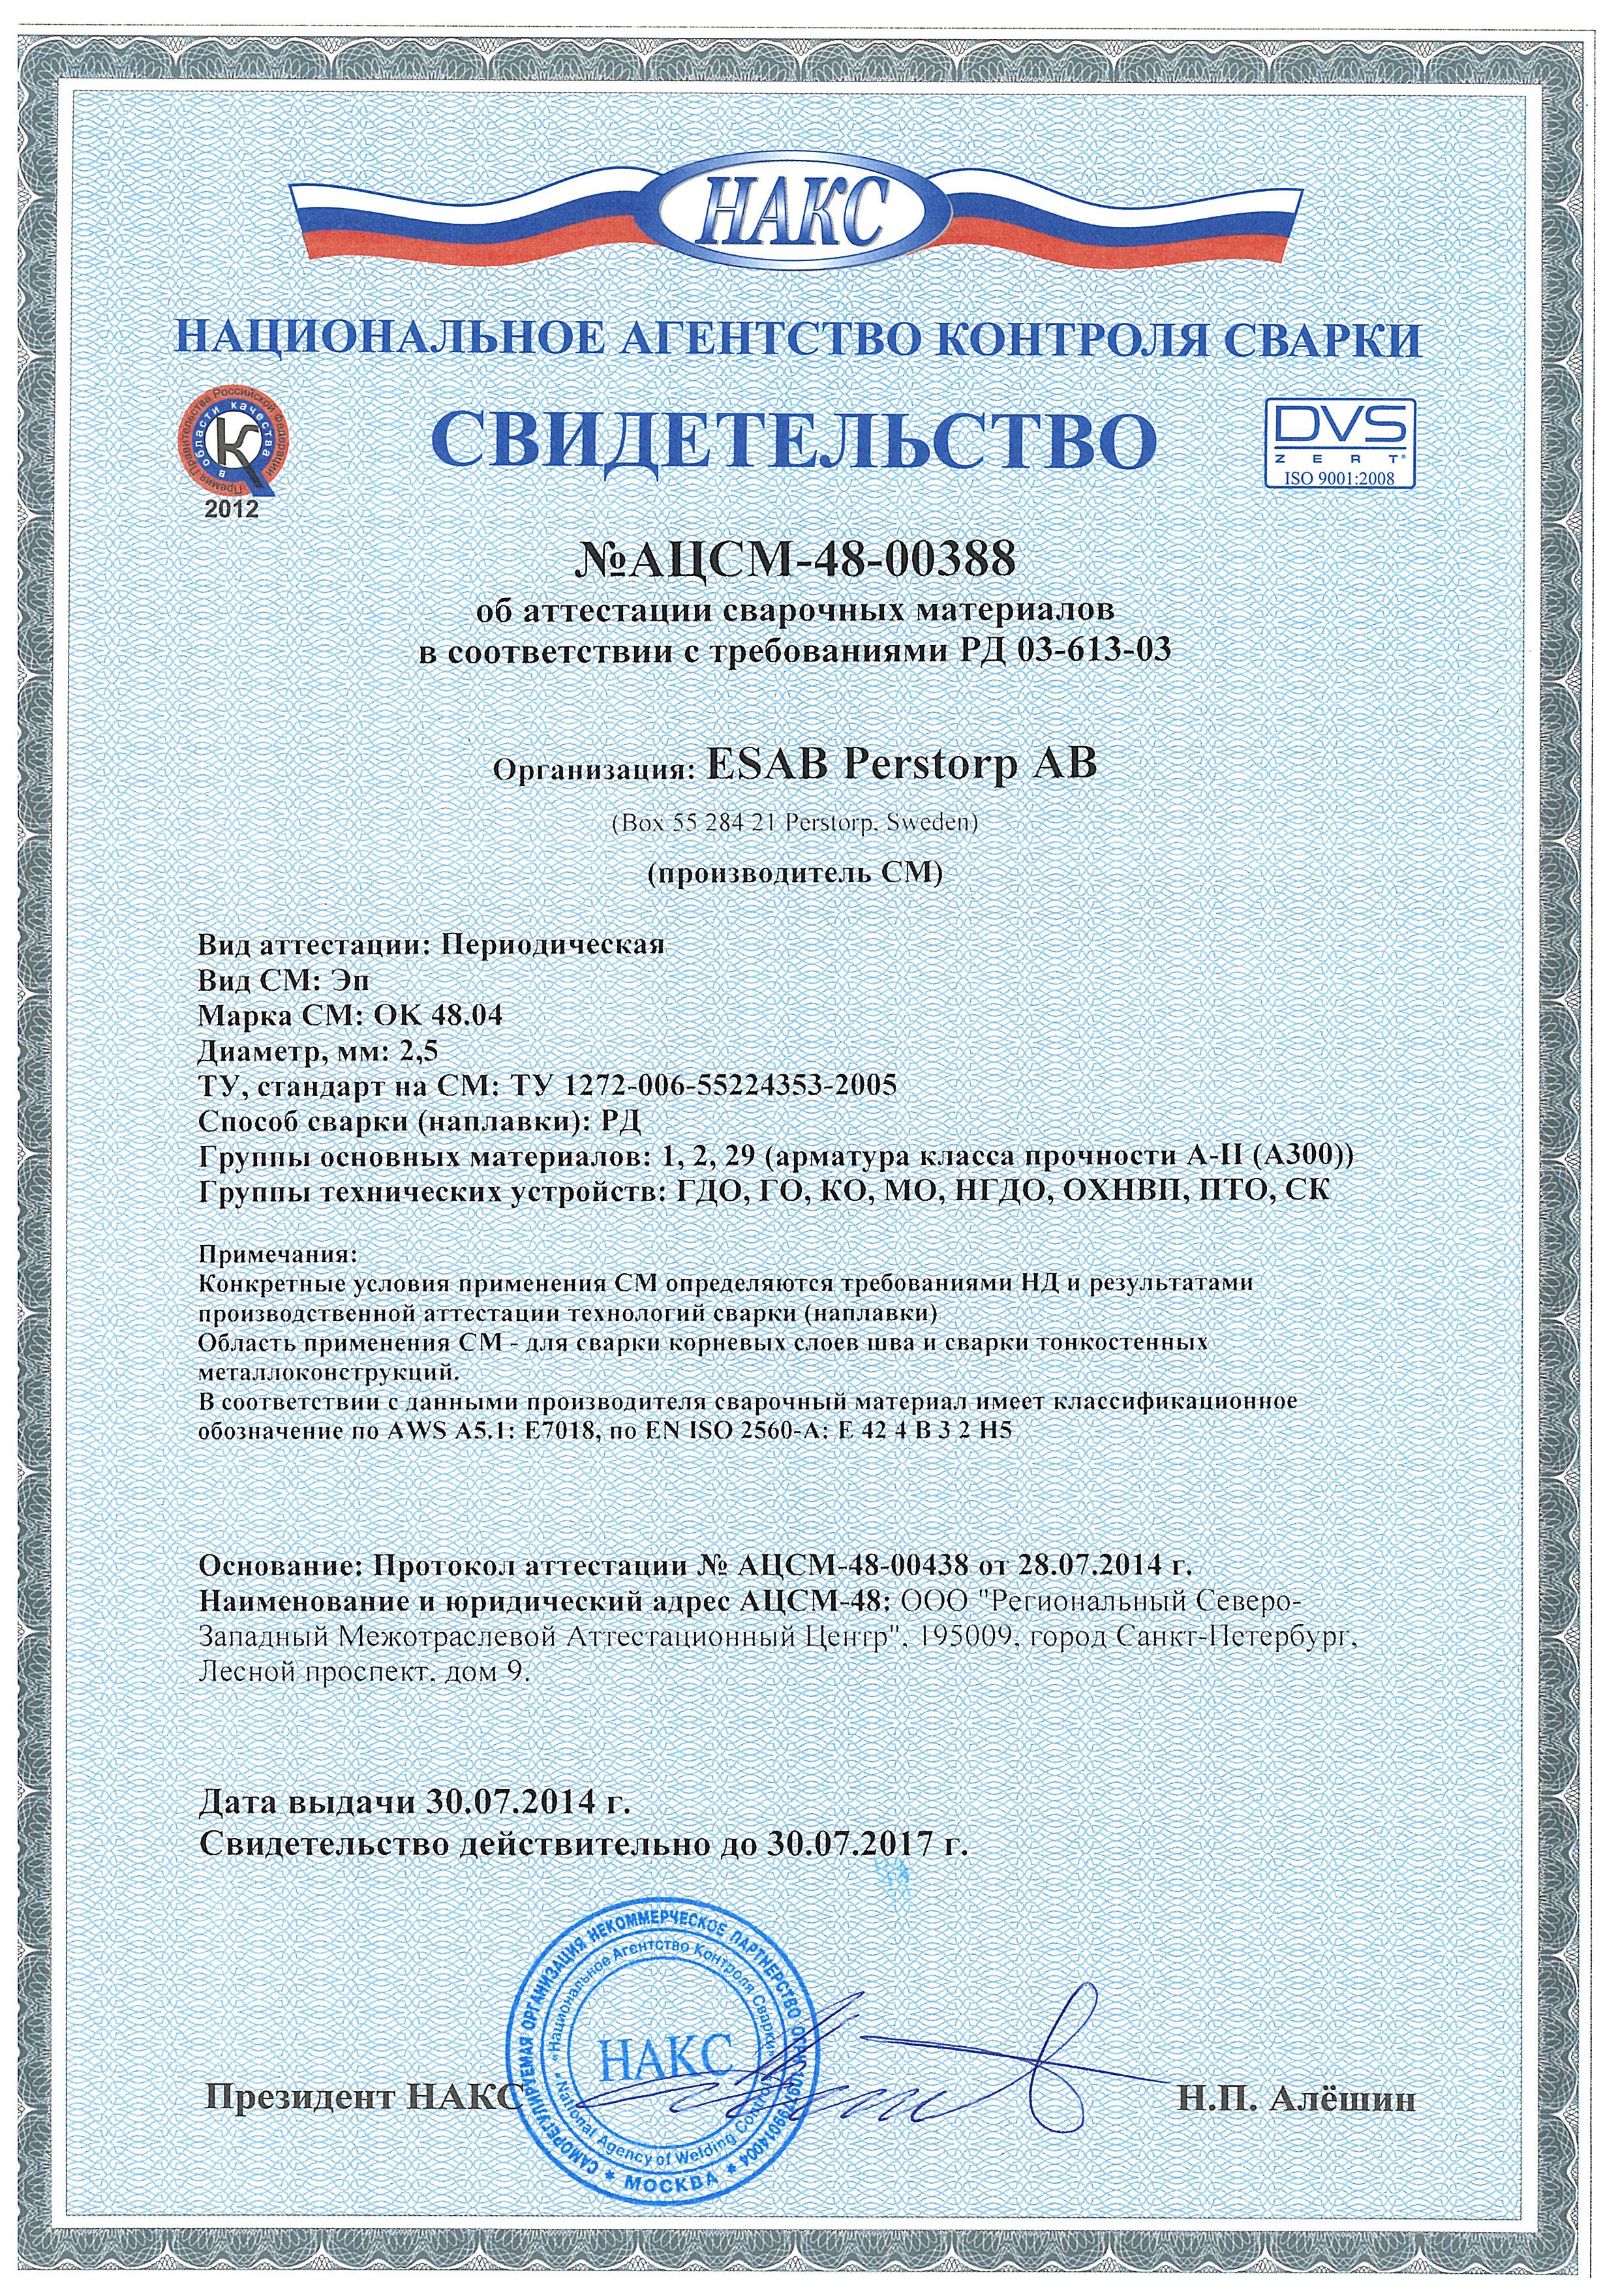 НАКС
НАЦИОНАЛЬНОЕ АГЕНТСТВО КОНТРОЛЯ СВАРКИ
Премия Правительства Российской Федерации
в области качества
2012
СВИДЕТЕЛЬСТВО
DVS
ZERT®
ISO 9001:2008
№АЦСМ-48-00388
об аттестации сварочных материалов
в соответствии с требованиями РД 03-613-03
Организация: ESAB Perstorp AB
(Box 55 284 21 Perstorp, Sweden)
(производитель СМ)
Вид аттестации: Периодическая
Вид СМ: Эп
Марка СМ: OK 48.04
Диаметр, мм: 2,5
ТУ, стандарт на СМ: ТУ 1272-006-55224353-2005
Способ сварки (наплавки): РД
Группы основных материалов: 1, 2, 29 (арматура класса прочности А-II (А300))
Группы технических устройств: ГДО, ГО, КО, МО, НГДО, ОХНВП, ПТО, СК
Примечания:
Конкретные условия применения СМ определяются требованиями НД и результатами
производственной аттестации технологий сварки (наплавки)
Область применения СМ - для сварки корневых слоев шва и сварки тонкостенных
металлоконструкций.
В соответствии с данными производителя сварочный материал имеет классификационное
обозначение по AWS A5.1: E7018, по EN ISO 2560-A: E 42 4 B 3 2 H5
Основание: Протокол аттестации № АЦСМ-48-00438 от 28.07.2014 г.
Наименование и юридический адрес АЦСМ-48: ООО "Региональный Северо-
Западный Межотраслевой Аттестационный Центр", 195009, город Санкт-Петербург,
Лесной проспект, дом 9.
Дата выдачи 30.07.2014 г.
Свидетельство действительно до 30.07.2017 г.
САМОРЕГУЛИРУЕМАЯ ОРГАНИЗАЦИЯ НЕКОММЕРЧЕСКОЕ ПАРТНЕРСТВО
"Национальное Агентство Контроля Сварки"
"National Agency of Welding Control"
НАКС
* МОСКВА *
Президент НАКС
Н.П. Алёшин